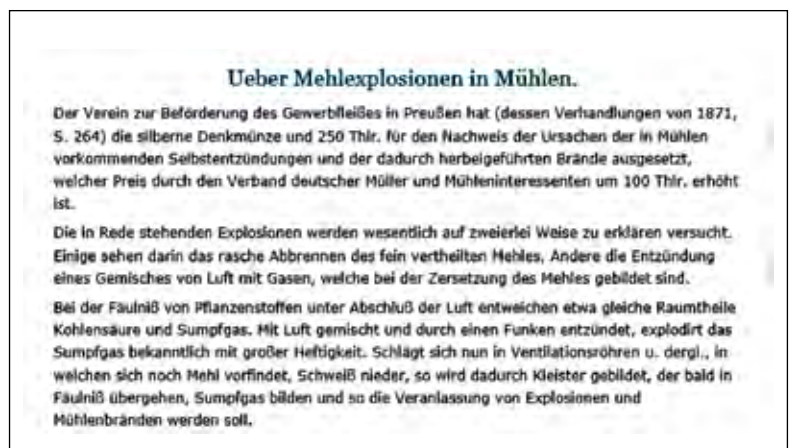 Ueber Mehlexplosionen in Mühlen.
Der Verein zur Beförderung des Gewerbfleißes in Preußen hat (dessen Verhandlungen von 1871,
S. 264) die silberne Denkmünze und 250 Thlr. für den Nachweis der Ursachen der in Mühlen
vorkommenden Selbstentzündungen und der dadurch herbeigeführten Brände ausgesetzt,
welcher Preis durch den Verband deutscher Müller und Mühleninteressenten um 100 Thlr. erhöht
ist.
Die in Rede stehenden Explosionen werden wesentlich auf zweierlei Weise zu erklären versucht.
Einige sehen darin das rasche Abbrennen des fein vertheilten Mehles, Andere die Entzündung
eines Gemisches von Luft mit Gasen, welche bei der Zersetzung des Mehles gebildet sind.
Bei der Fäulniß von Pflanzenstoffen unter Abschluß der Luft entweichen etwa gleiche Raumtheile
Kohlensäure und Sumpfgas. Mit Luft gemischt und durch einen Funken entzündet, explodirt das
Sumpfgas bekanntlich mit großer Heftigkeit. Schlägt sich nun in Ventilationsröhren u. dergl., in
welchen sich noch Mehl vorfindet, Schweiß nieder, so wird dadurch Kleister gebildet, der bald in
Fäulniß übergehen, Sumpfgas bilden und so die Veranlassung von Explosionen und
Mühlenbränden werden soll.